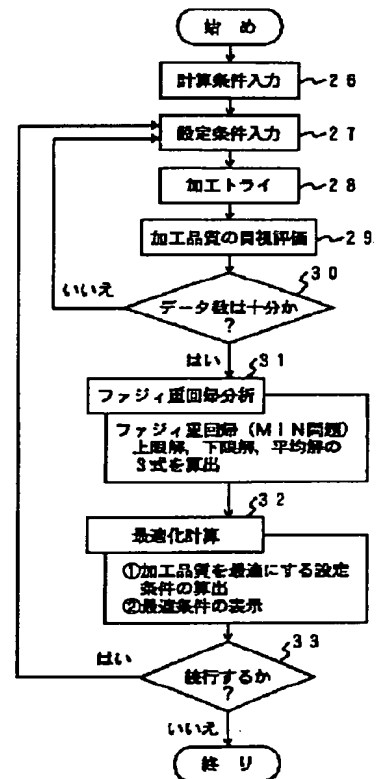 始 め
計算条件入力 ～26
設定条件入力 ～27
加工トライ ～28
加工品質の目視評価 ～29
30
いいえ
データ数は十分か
?
はい
31
ファジィ重回帰分析
ファジィ重回帰(MIN問題)
上限解，下限解，平均解の
3式を算出
32
最適化計算
①加工品質を最適にする設定
条件の算出
②最適条件の表示
33
はい
続行するか
?
いいえ
終 り